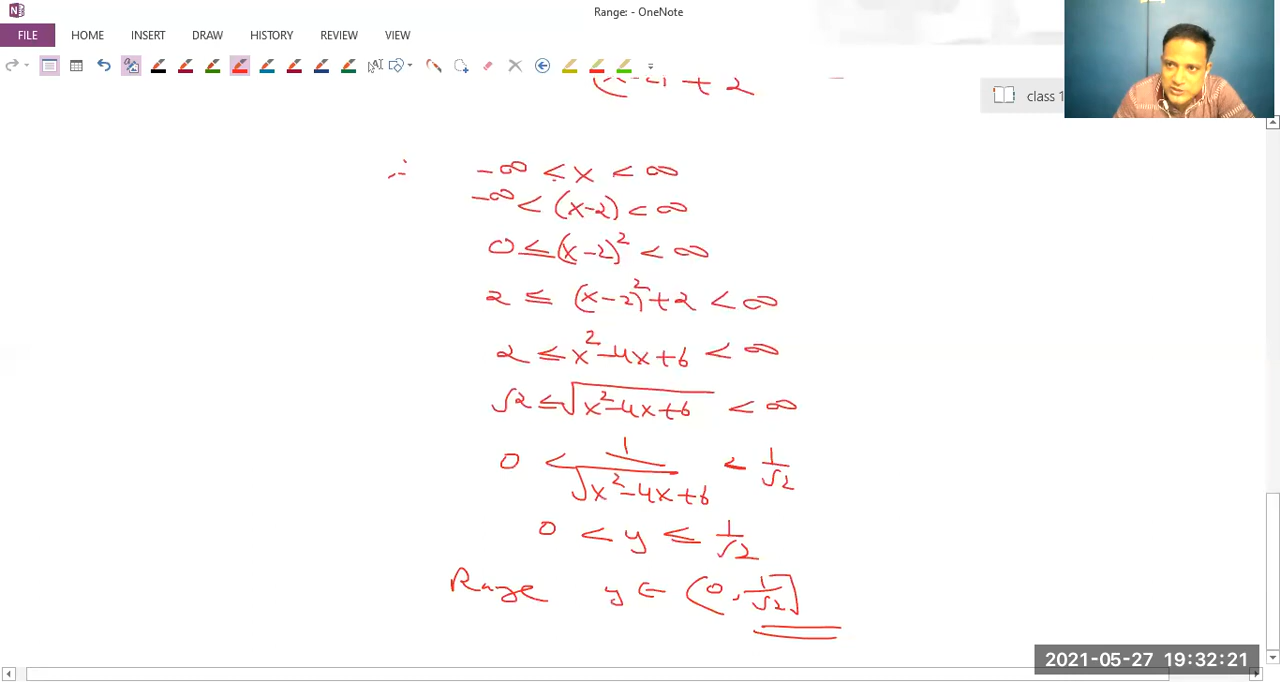 Range: - OneNote
FILE HOME INSERT DRAW HISTORY REVIEW VIEW
+ 2
class 1
∴ -∞ < x < ∞
-∞ < (x-2) < ∞
0 ≤ (x-2)² < ∞
2 ≤ (x-2)² + 2 < ∞
2 ≤ x² - 4x + 6 < ∞
√2 ≤ √(x² - 4x + 6) < ∞
0 < 1/√(x² - 4x + 6) < 1/√2
0 < y ≤ 1/√2
Range y ∈ (0, 1/√2]
2021-05-27 19:32:21